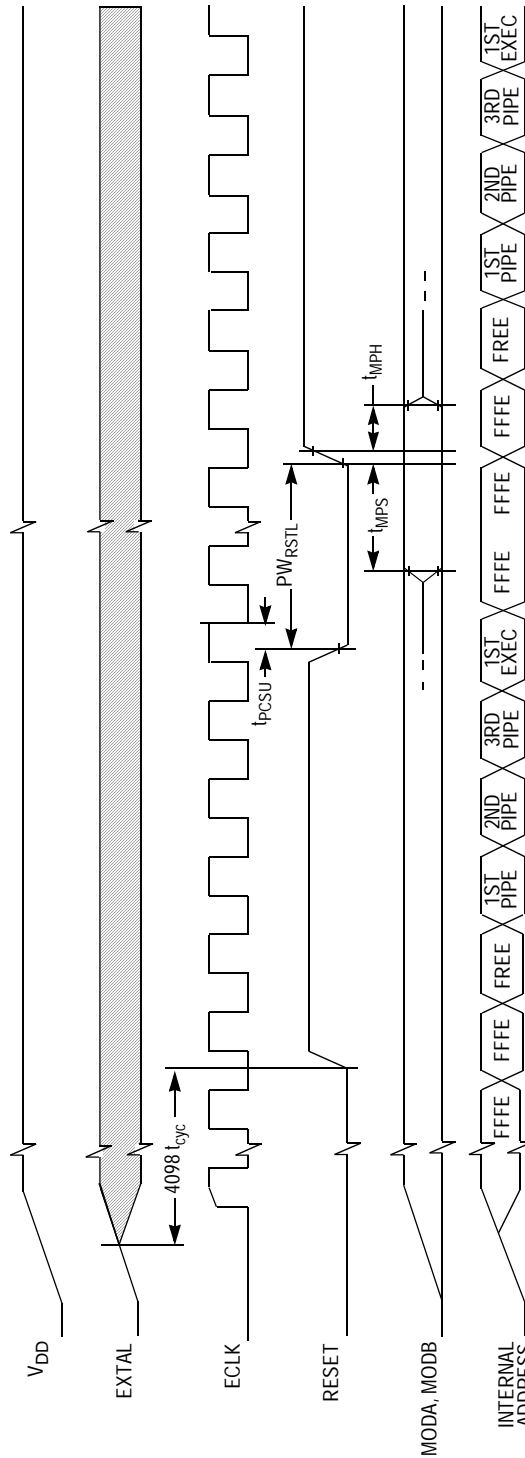 VDD
EXTAL
4098 tcyc
ECLK
tPCSU
RESET
PWRSTL
MODA, MODB
tMPS
tMPH
INTERNAL
ADDRESS
FFFE
FFFE
FREE
1ST
PIPE
2ND
PIPE
3RD
PIPE
1ST
EXEC
FFFE
FFFE
FFFE
FREE
1ST
PIPE
2ND
PIPE
3RD
PIPE
1ST
EXEC